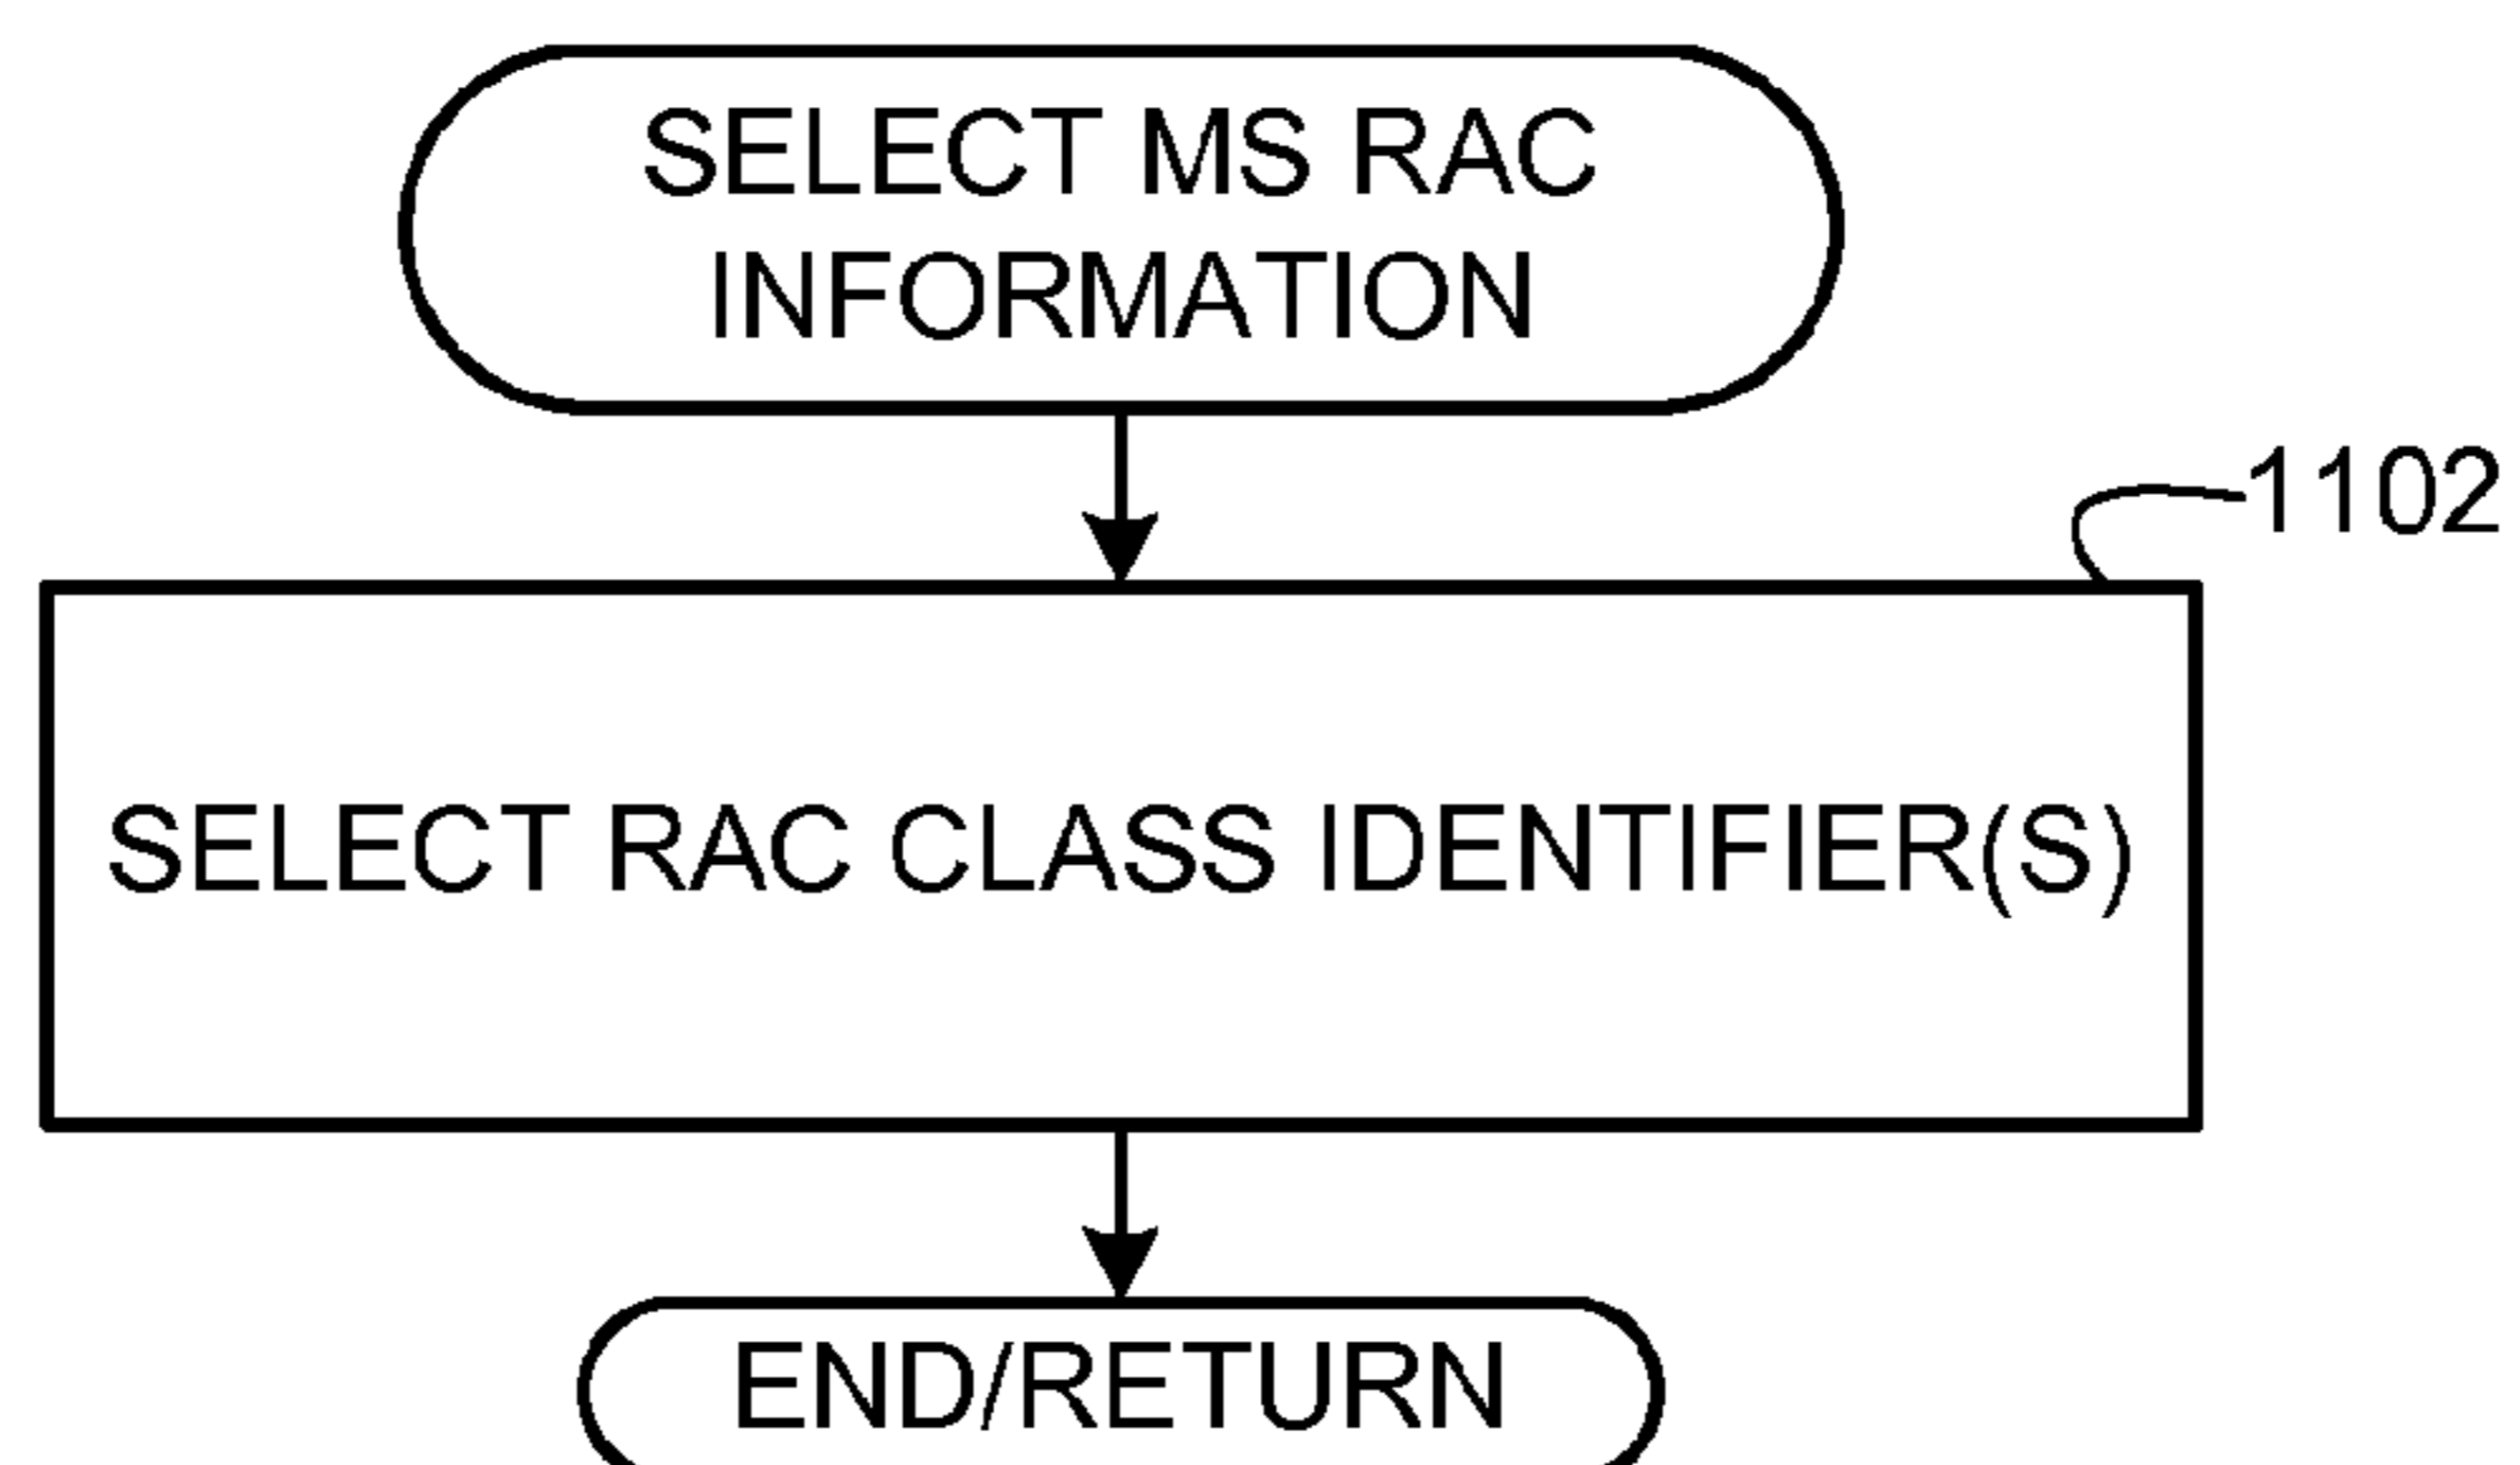 SELECT MS RAC
INFORMATION
1102
SELECT RAC CLASS IDENTIFIER(S)
END/RETURN